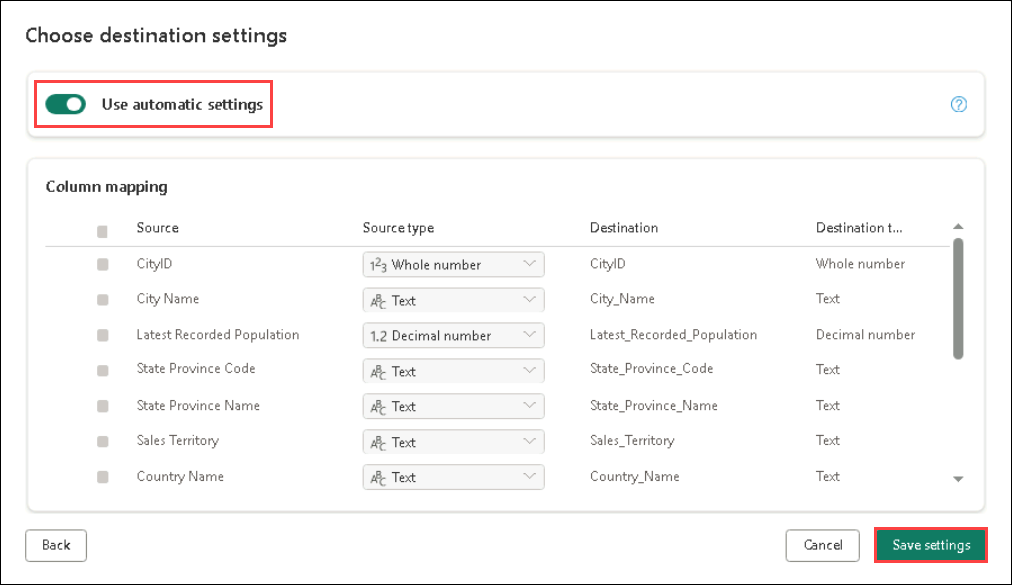 Choose destination settings
Use automatic settings
?
Column mapping
Source Source type Destination Destination t...
CityID 123 Whole number CityID Whole number
City Name ABC Text City_Name Text
Latest Recorded Population 1.2 Decimal number Latest_Recorded_Population Decimal number
State Province Code ABC Text State_Province_Code Text
State Province Name ABC Text State_Province_Name Text
Sales Territory ABC Text Sales_Territory Text
Country Name ABC Text Country_Name Text
Back Cancel Save settings